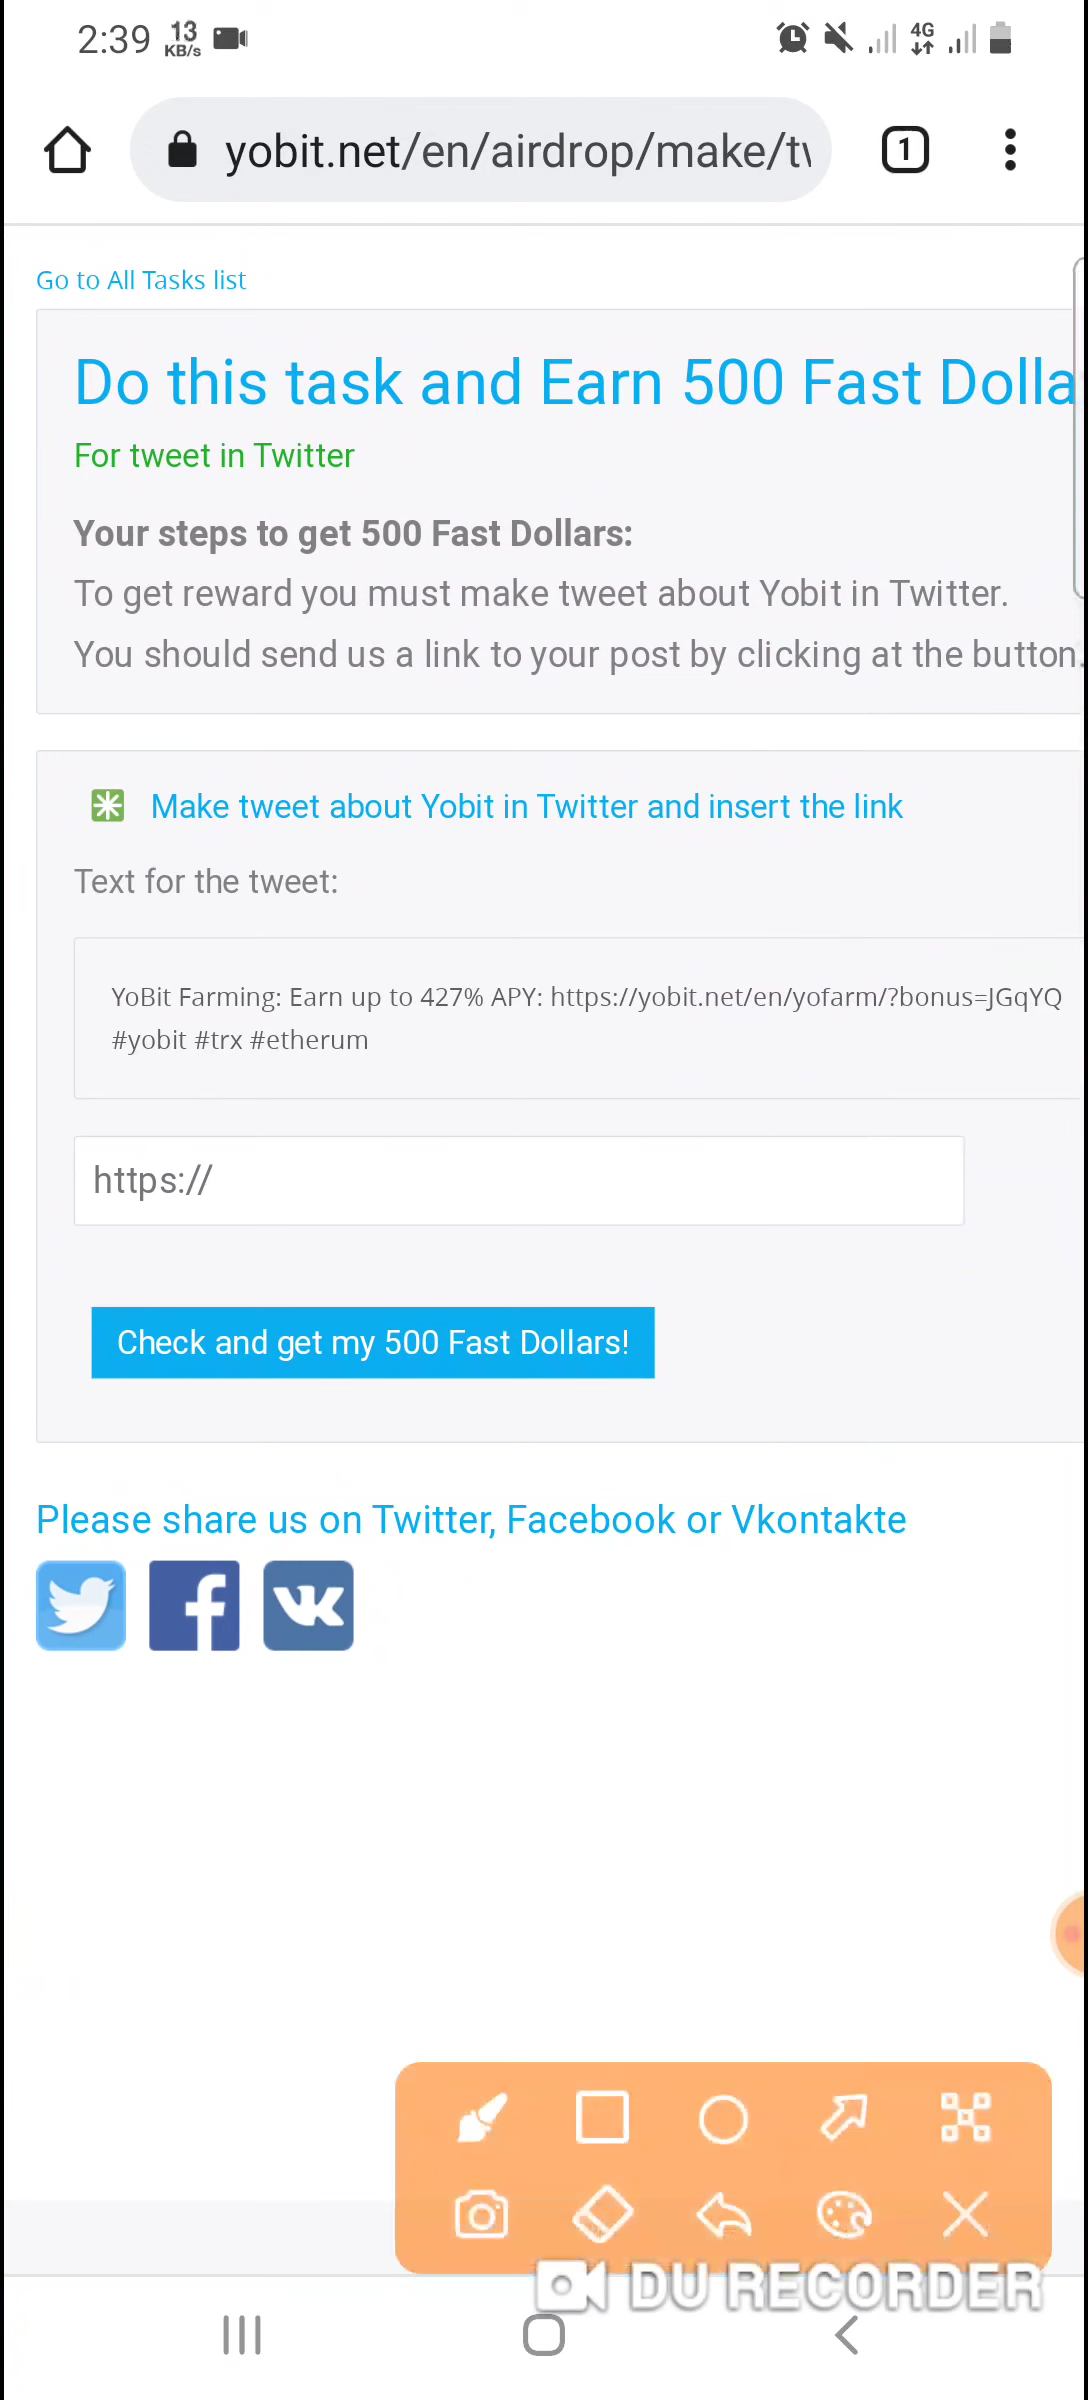 2:39 13 KB/s 4G
yobit.net/en/airdrop/make/tw
1
Go to All Tasks list
Do this task and Earn 500 Fast Dolla
For tweet in Twitter
Your steps to get 500 Fast Dollars:
To get reward you must make tweet about Yobit in Twitter.
You should send us a link to your post by clicking at the button.
Make tweet about Yobit in Twitter and insert the link
Text for the tweet:
YoBit Farming: Earn up to 427% APY: https://yobit.net/en/yofarm/?bonus=JGqYQ
#yobit #trx #etherum
https://
Check and get my 500 Fast Dollars!
Please share us on Twitter, Facebook or Vkontakte
DU RECORDER